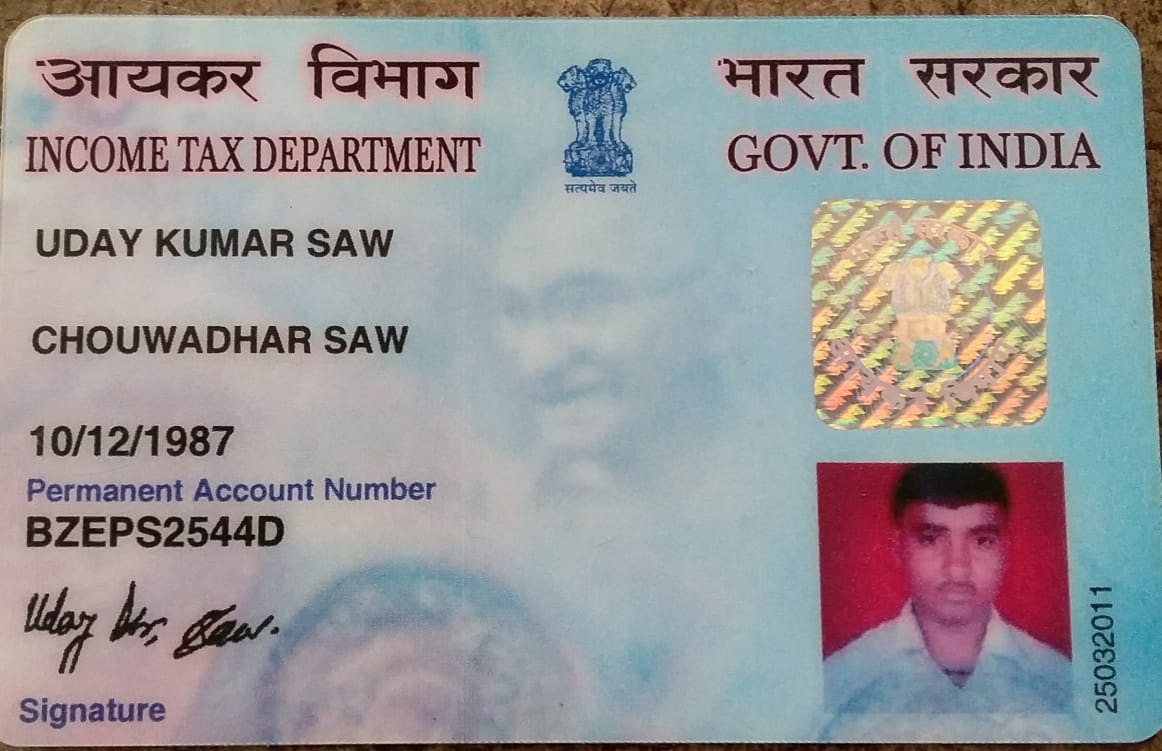 आयकर विभाग
INCOME TAX DEPARTMENT
सत्यमेव जयते
भारत सरकार
GOVT. OF INDIA
UDAY KUMAR SAW
CHOUWADHAR SAW
10/12/1987
Permanent Account Number
BZEPS2544D
Uday Kr. Saw.
Signature
25032011